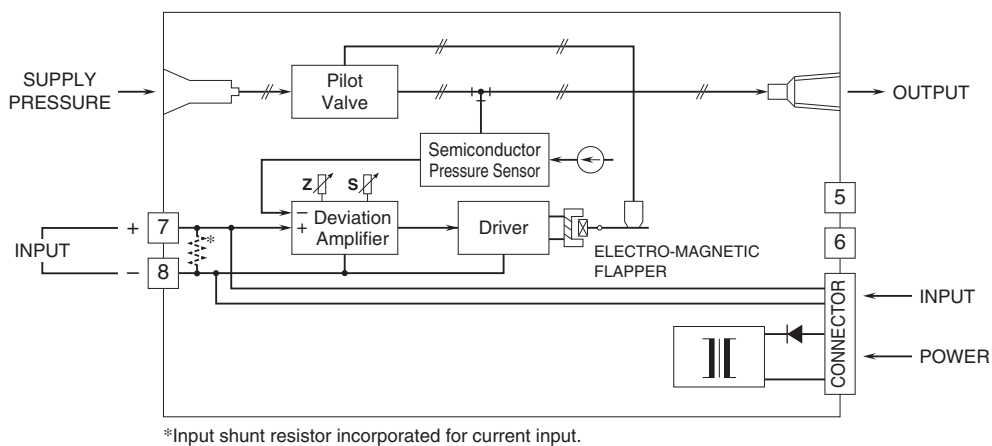 SUPPLY
PRESSURE
Pilot
Valve
OUTPUT
Semiconductor
Pressure Sensor
Z
S
−
+
Deviation
Amplifier
Driver
ELECTRO-MAGNETIC
FLAPPER
INPUT
+
7
*
−
8
5
6
CONNECTOR
INPUT
POWER
*Input shunt resistor incorporated for current input.